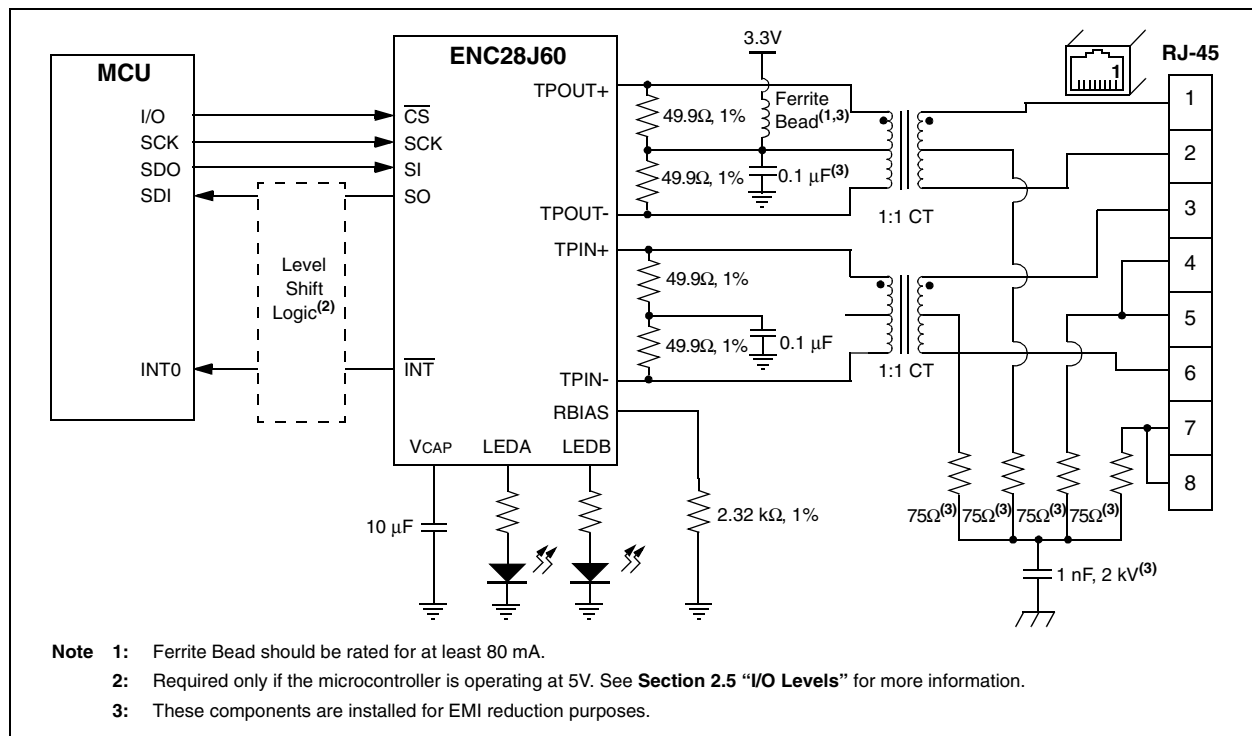 MCU
I/O
SCK
SDO
SDI
INT0
Level
Shift
Logic(2)
ENC28J60
CS
SCK
SI
SO
INT
TPOUT+
TPOUT-
TPIN+
TPIN-
RBIAS
VCAP
LEDA
LEDB
10 μF
2.32 kΩ, 1%
3.3V
Ferrite
Bead(1,3)
49.9Ω, 1%
49.9Ω, 1%
0.1 μF(3)
1:1 CT
49.9Ω, 1%
49.9Ω, 1%
0.1 μF
1:1 CT
1
RJ-45
1
2
3
4
5
6
7
8
75Ω(3)
75Ω(3)
75Ω(3)
75Ω(3)
1 nF, 2 kV(3)
Note 1: Ferrite Bead should be rated for at least 80 mA.
2: Required only if the microcontroller is operating at 5V. See Section 2.5 “I/O Levels” for more information.
3: These components are installed for EMI reduction purposes.